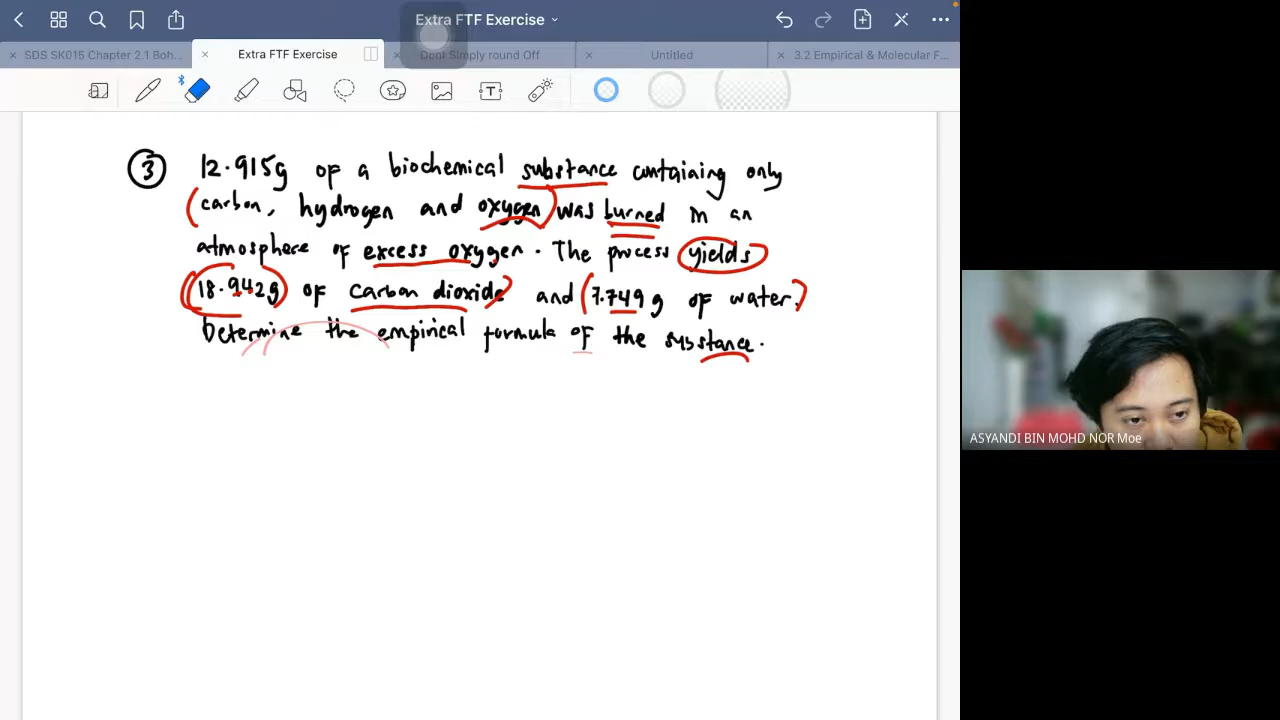 Extra FTF Exercise
SDS SK015 Chapter 2.1 Boh...
Extra FTF Exercise
Dont Simply round Off
Untitled
3.2 Empirical & Molecular F...
3 12.915g of a biochemical substance containing only
carbon, hydrogen and oxygen was burned in an
atmosphere of excess oxygen. The process yields
18.942g of carbon dioxide and 7.749g of water.
Determine the empirical formula of the substance.
ASYANDI BIN MOHD NOR Moe